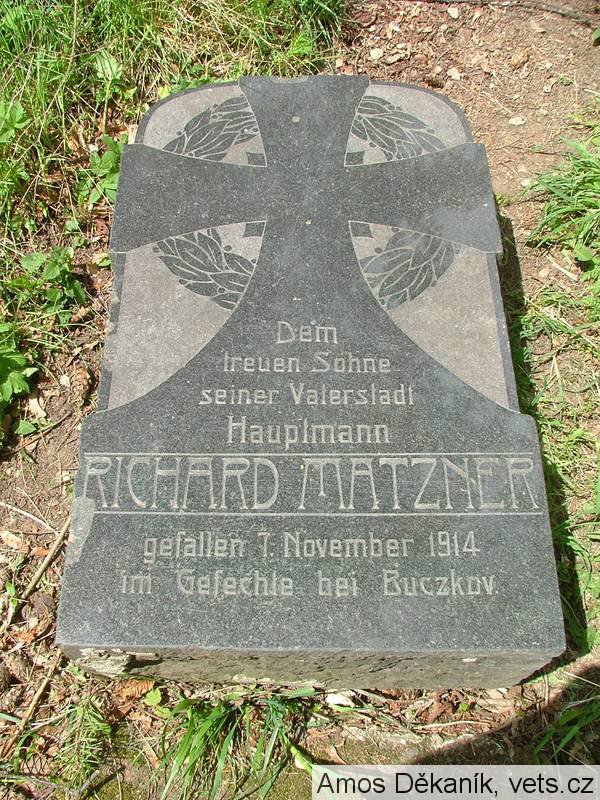 Dem
treuen Sohne
seiner Vaterstadt
Hauptmann
RICHARD MATZNER
gefallen 7. November 1914
im Gefechte bei Buczkov.
Amos Děkaník, vets.cz